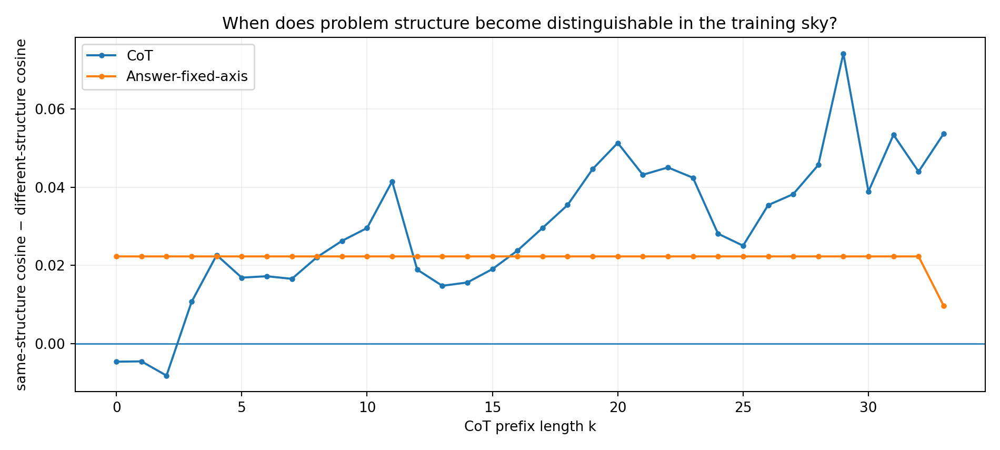 When does problem structure become distinguishable in the training sky?
CoT
Answer-fixed-axis
same-structure cosine − different-structure cosine
0.06
0.04
0.02
0.00
0 5 10 15 20 25 30
CoT prefix length k